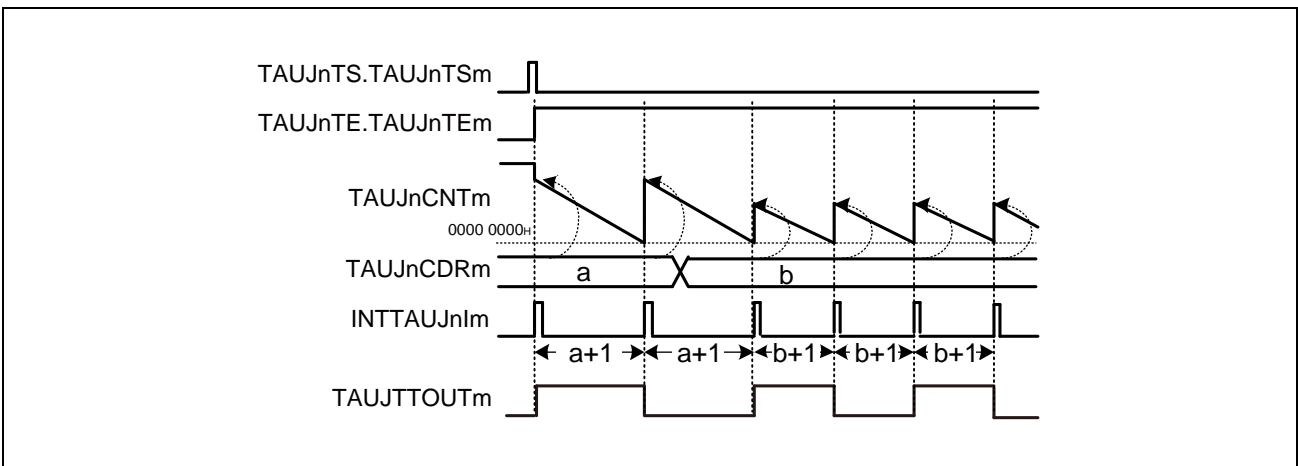 TAUJnTS.TAUJnTSm
TAUJnTE.TAUJnTEm
TAUJnCNTm
0000 0000H
TAUJnCDRm
a b
INTTAUJnIm
a+1 a+1 b+1 b+1 b+1
TAUJTTOUTm